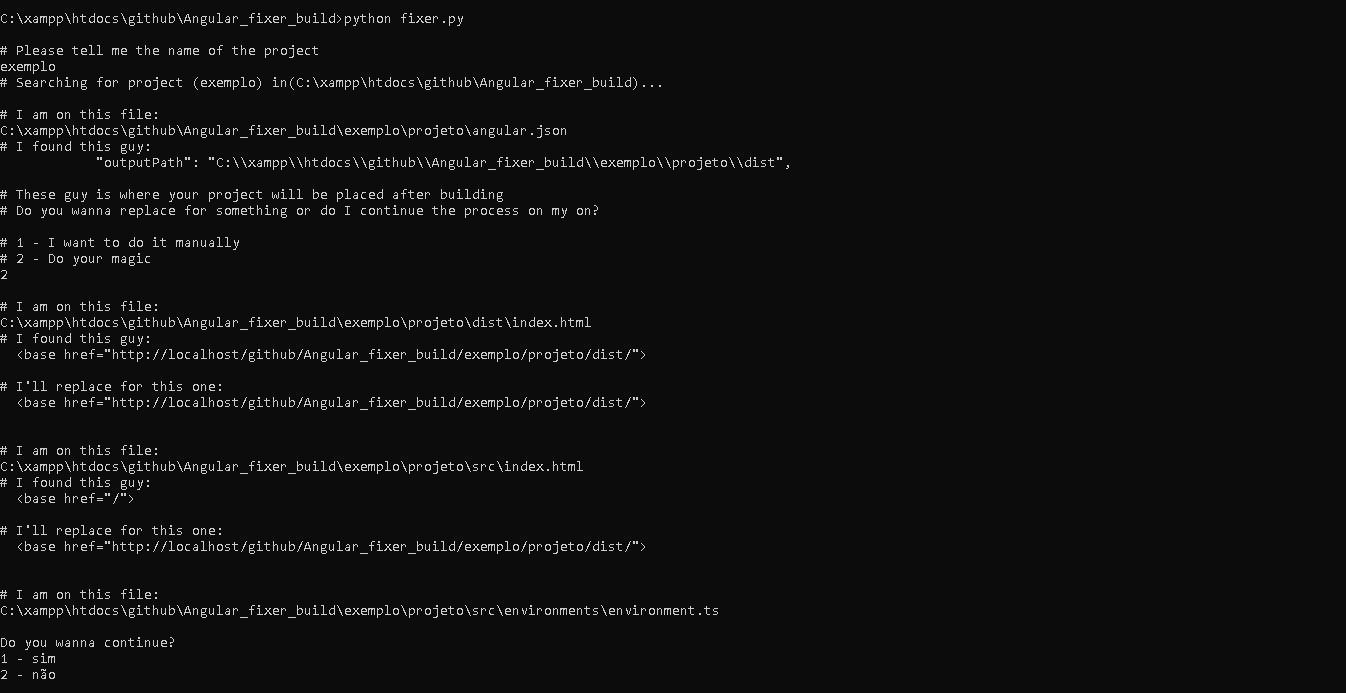 C:\xampp\htdocs\github\Angular_fixer_build>python fixer.py
# Please tell me the name of the project
exemplo
# Searching for project (exemplo) in(C:\xampp\htdocs\github\Angular_fixer_build)...
# I am on this file:
C:\xampp\htdocs\github\Angular_fixer_build\exemplo\projeto\angular.json
# I found this guy:
"outputPath": "C:\\xampp\\htdocs\\github\\Angular_fixer_build\\exemplo\\projeto\\dist",
# These guy is where your project will be placed after building
# Do you wanna replace for something or do I continue the process on my on?
# 1 - I want to do it manually
# 2 - Do your magic
2
# I am on this file:
C:\xampp\htdocs\github\Angular_fixer_build\exemplo\projeto\dist\index.html
# I found this guy:
<base href="http://localhost/github/Angular_fixer_build/exemplo/projeto/dist/">
# I'll replace for this one:
<base href="http://localhost/github/Angular_fixer_build/exemplo/projeto/dist/">
# I am on this file:
C:\xampp\htdocs\github\Angular_fixer_build\exemplo\projeto\src\index.html
# I found this guy:
<base href="/">
# I'll replace for this one:
<base href="http://localhost/github/Angular_fixer_build/exemplo/projeto/dist/">
# I am on this file:
C:\xampp\htdocs\github\Angular_fixer_build\exemplo\projeto\src\environments\environment.ts
Do you wanna continue?
1 - sim
2 - não